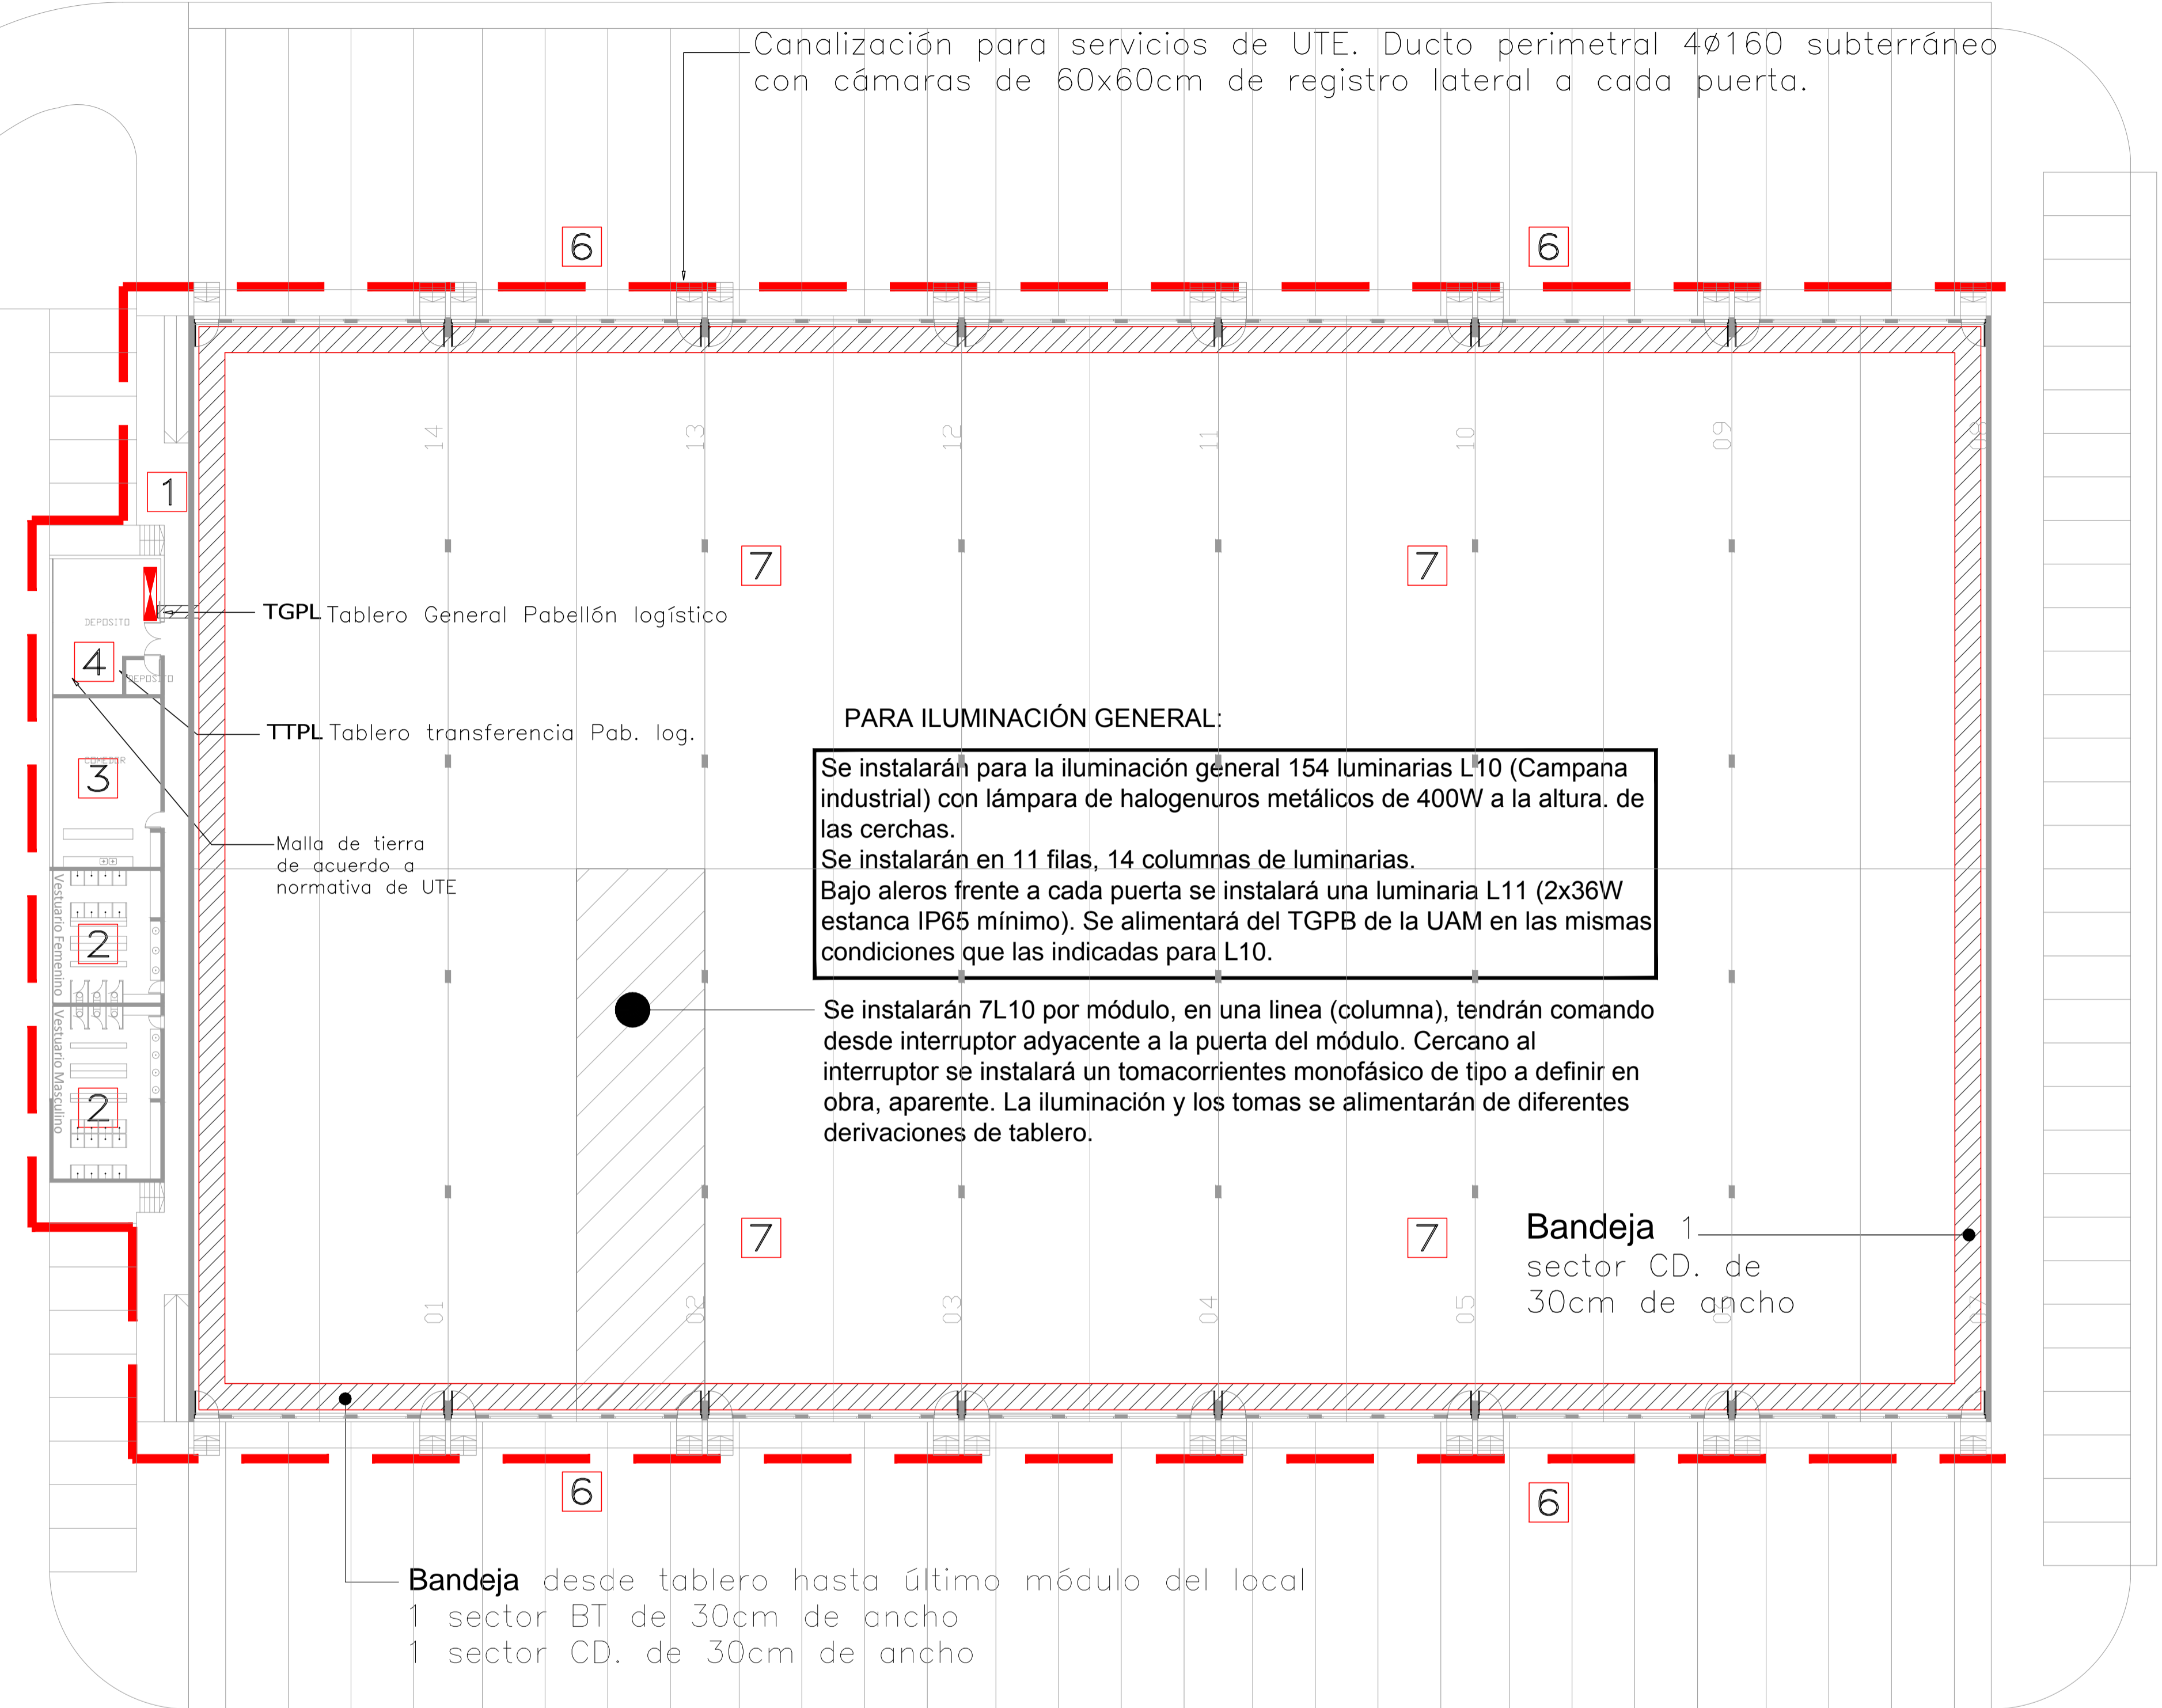 Canalización para servicios de UTE. Ducto perimetral 4ø160 subterráneo
con cámaras de 60x60cm de registro lateral a cada puerta.
6
6
14
13
12
11
10
09
08
1
7
7
TGPL Tablero General Pabellón logístico
DEPOSITO
4
DEPOSITO
TTPL Tablero transferencia Pab. log.
COMEDOR
3
Malla de tierra
de acuerdo a
normativa de UTE
PARA ILUMINACIÓN GENERAL:
Se instalarán para la iluminación general 154 luminarias L10 (Campana
industrial) con lámpara de halogenuros metálicos de 400W a la altura. de
las cerchas.
Se instalarán en 11 filas, 14 columnas de luminarias.
Bajo aleros frente a cada puerta se instalará una luminaria L11 (2x36W
estanca IP65 mínimo). Se alimentará del TGPB de la UAM en las mismas
condiciones que las indicadas para L10.
Vestuario Femenino
2
Se instalarán 7L10 por módulo, en una linea (columna), tendrán comando
desde interruptor adyacente a la puerta del módulo. Cercano al
interruptor se instalará un tomacorrientes monofásico de tipo a definir en
obra, aparente. La iluminación y los tomas se alimentarán de diferentes
derivaciones de tablero.
Vestuario Masculino
2
7
7
Bandeja 1
sector CD. de
30cm de ancho
01
02
03
04
05
06
07
6
6
Bandeja desde tablero hasta último módulo del local
1 sector BT de 30cm de ancho
1 sector CD. de 30cm de ancho